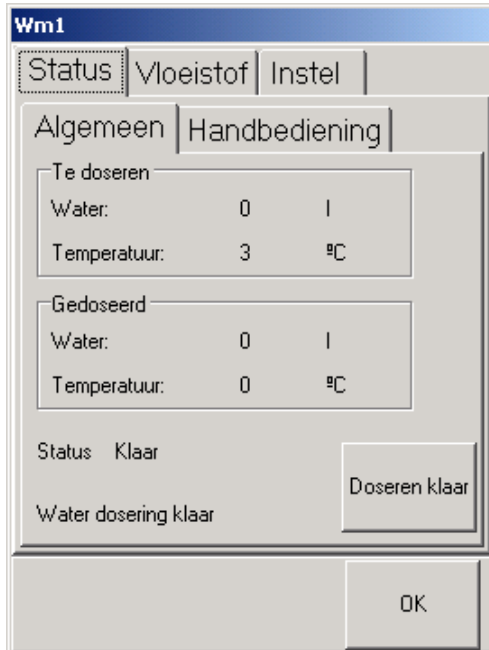 Wm1
Status Vloeistof Instel
Algemeen Handbediening
Te doseren
Water: 0 l
Temperatuur: 3 ºC
Gedoseerd
Water: 0 l
Temperatuur: 0 ºC
Status Klaar
Doseren klaar
Water dosering klaar
OK